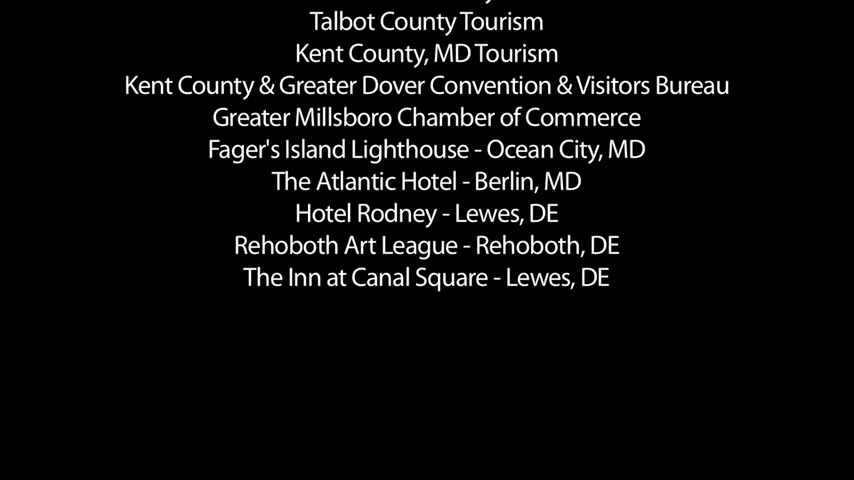 Talbot County Tourism
Kent County, MD Tourism
Kent County & Greater Dover Convention & Visitors Bureau
Greater Millsboro Chamber of Commerce
Fager's Island Lighthouse - Ocean City, MD
The Atlantic Hotel - Berlin, MD
Hotel Rodney - Lewes, DE
Rehoboth Art League - Rehoboth, DE
The Inn at Canal Square - Lewes, DE